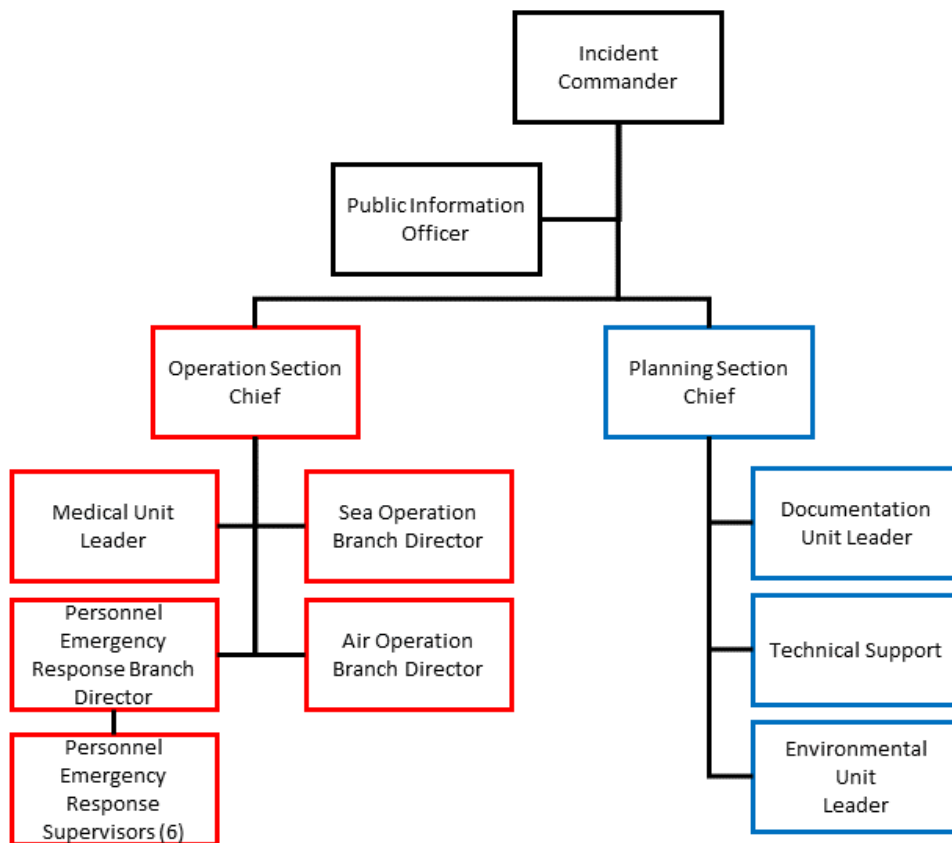 Incident
Commander
Public Information
Officer
Operation Section
Chief
Planning Section
Chief
Medical Unit
Leader
Sea Operation
Branch Director
Documentation
Unit Leader
Personnel
Emergency
Response Branch
Director
Air Operation
Branch Director
Technical Support
Personnel
Emergency
Response
Supervisors (6)
Environmental
Unit
Leader